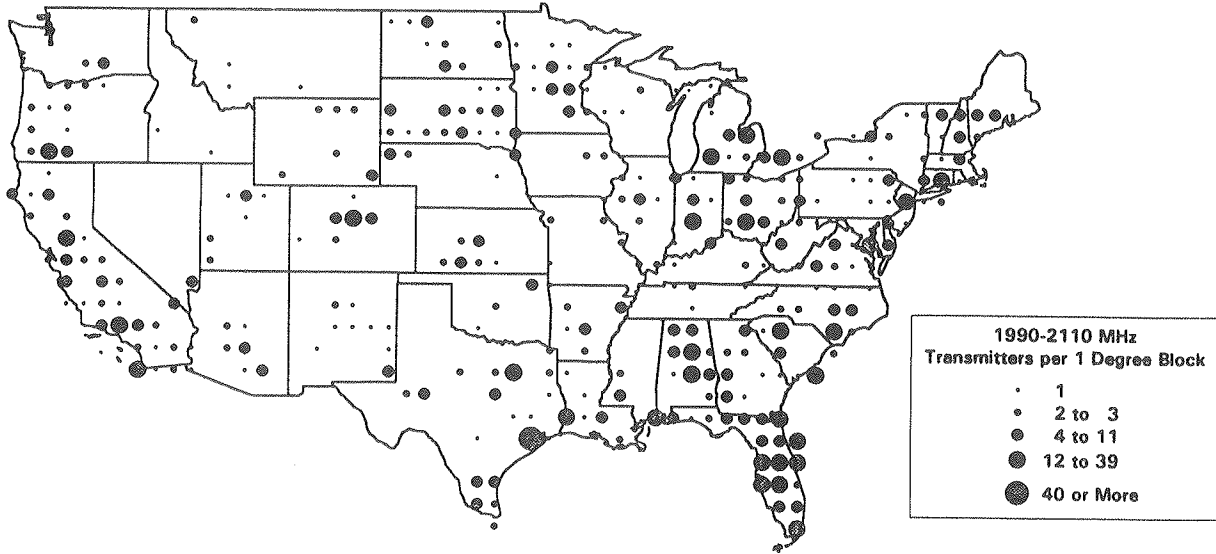 1990-2110 MHz
Transmitters per 1 Degree Block
1
2 to 3
4 to 11
12 to 39
40 or More